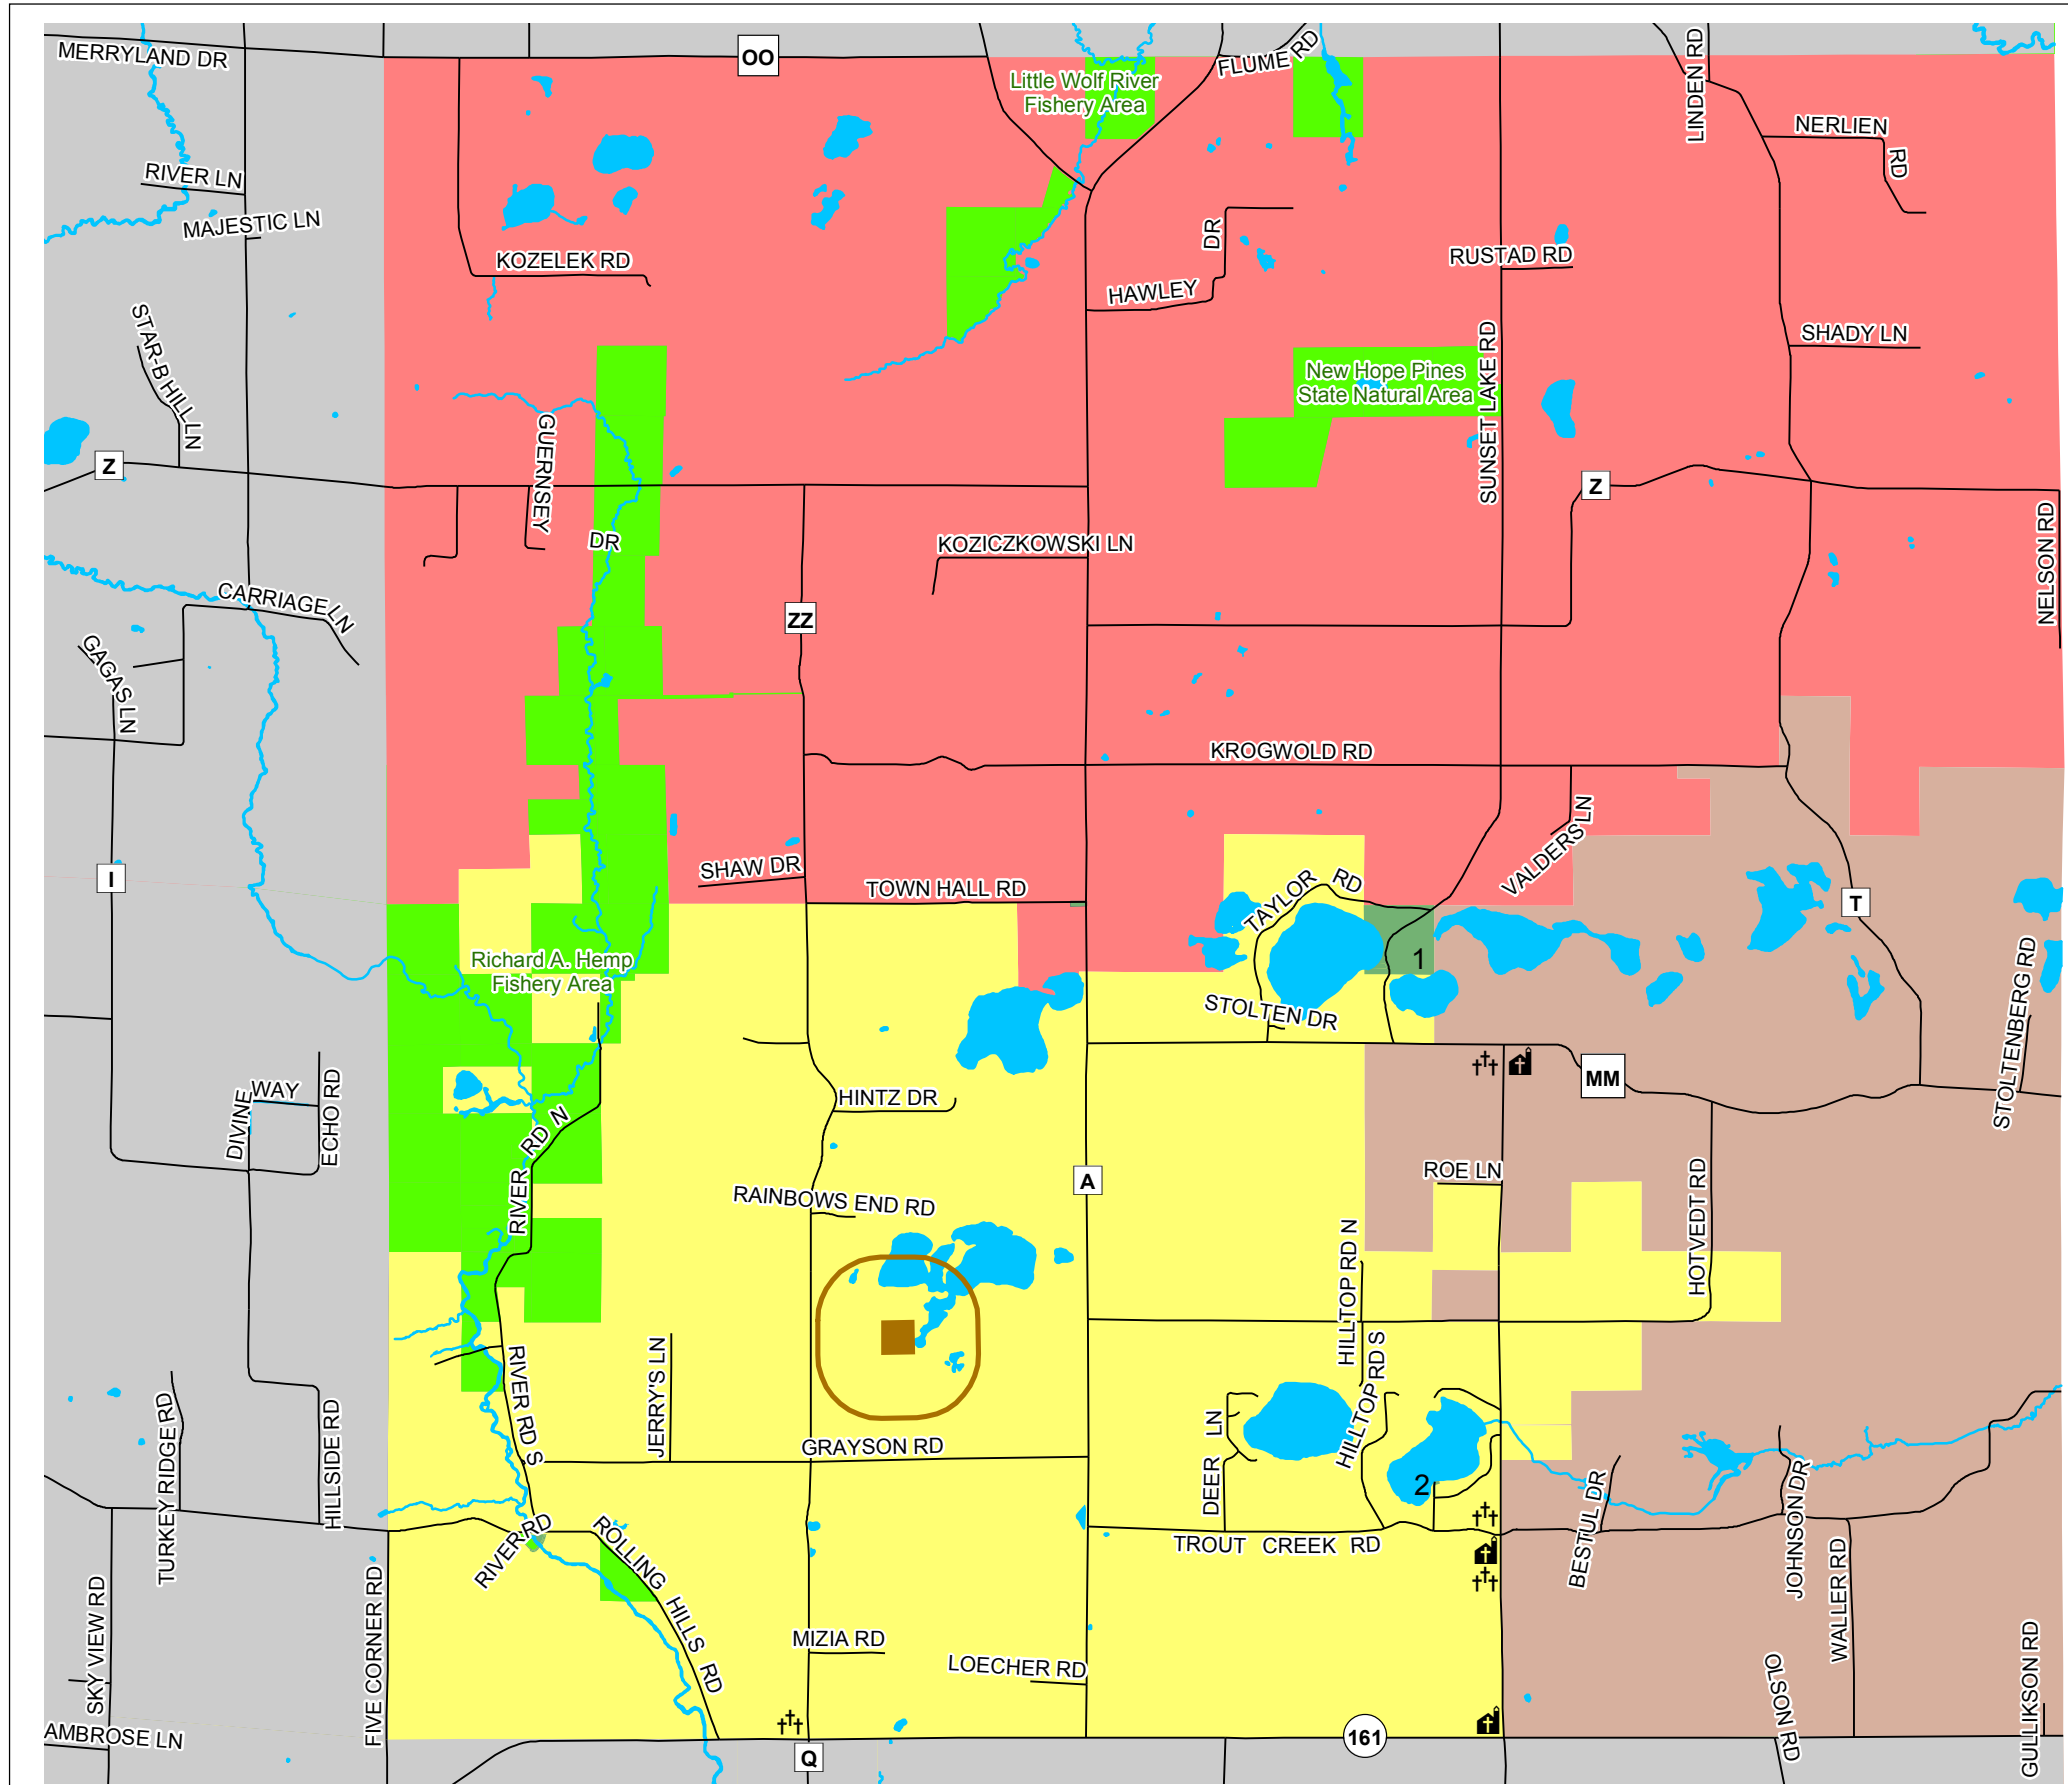 MERRYLAND DR
OO
Little Wolf River
Fishery Area
FLUME RD
LINDEN RD
NERLIEN
RD
RIVER LN
MAJESTIC LN
KOZELEK RD
DR
HAWLEY
RUSTAD RD
STAR-B HILL LN
SHADY LN
New Hope Pines
State Natural Area
SUNSET LAKE RD
Z
GUERNSEY
DR
Z
KOZICZKOWSKI LN
NELSON RD
CARRIAGE LN
ZZ
GAGAS LN
KROGWOLD RD
VALDERS LN
SHAW DR
TOWN HALL RD
TAYLOR RD
I
T
Richard A. Hemp
Fishery Area
1
STOLTEN DR
STOLTENBERG RD
DIVINE WAY
ECHO RD
MM
HINTZ DR
RIVER RD N
RAINBOWS END RD
A
ROE LN
HOTVEDT RD
HILLTOP RD N
HILLTOP RD S
RIVER RD S
JERRY'S LN
TURKEY RIDGE RD
HILLSIDE RD
GRAYSON RD
DEER LN
2
BESTUL DR
JOHNSON DR
RIVER RD
ROLLING HILLS RD
TROUT CREEK RD
WALLER RD
SKY VIEW RD
FIVE CORNER RD
MIZIA RD
LOECHER RD
OLSON RD
GULLIKSON RD
AMBROSE LN
Q
161